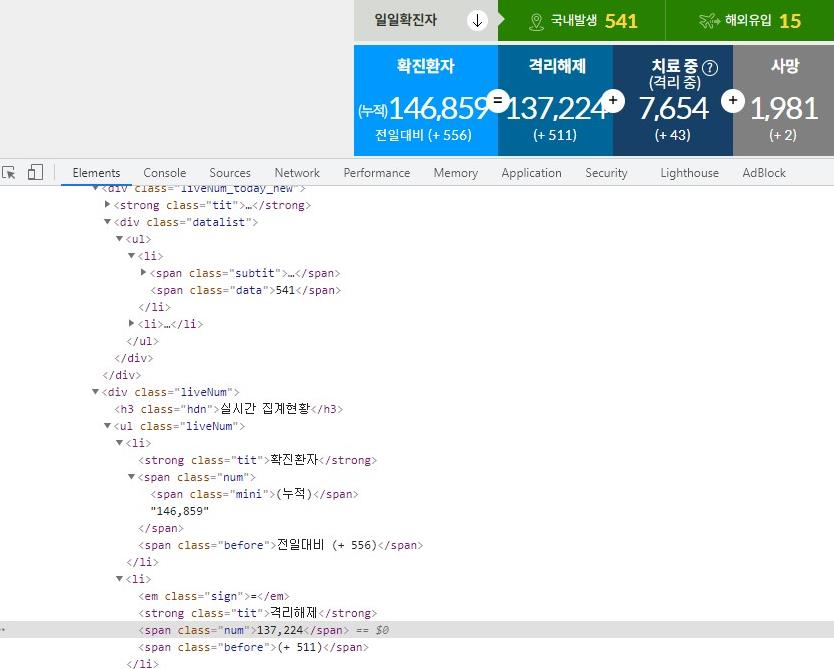 일일확진자 국내발생 541 해외유입 15
확진환자 격리해제 치료 중 ? 사망
(격리 중)
(누적)146,859 = 137,224 + 7,654 + 1,981
전일대비 (+ 556) (+ 511) (+ 43) (+ 2)
Elements Console Sources Network Performance Memory Application Security Lighthouse AdBlock
<div class="liveNum_today_new">
<strong class="tit">…</strong>
<div class="datalist">
<ul>
<li>
<span class="subtit">…</span>
<span class="data">541</span>
</li>
<li>…</li>
</ul>
</div>
</div>
<div class="liveNum">
<h3 class="hdn">실시간 집계현황</h3>
<ul class="liveNum">
<li>
<strong class="tit">확진환자</strong>
<span class="num">
<span class="mini">(누적)</span>
"146,859"
</span>
<span class="before">전일대비 (+ 556)</span>
</li>
<li>
<em class="sign">=</em>
<strong class="tit">격리해제</strong>
<span class="num">137,224</span> == $0
<span class="before">(+ 511)</span>
</li>